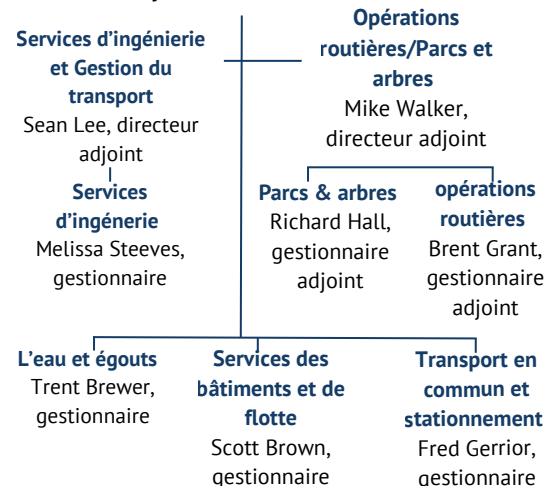 Services d'ingénierie
et Gestion du
transport
Sean Lee, directeur
adjoint
Opérations
routières/Parcs et
arbres
Mike Walker,
directeur adjoint
Services
d'ingénerie
Melissa Steeves,
gestionnaire
Parcs & arbres
Richard Hall,
gestionnaire
adjoint
opérations
routières
Brent Grant,
gestionnaire
adjoint
L'eau et égouts
Trent Brewer,
gestionnaire
Services des
bâtiments et de
flotte
Scott Brown,
gestionnaire
Transport en
commun et
stationnement
Fred Gerrior,
gestionnaire